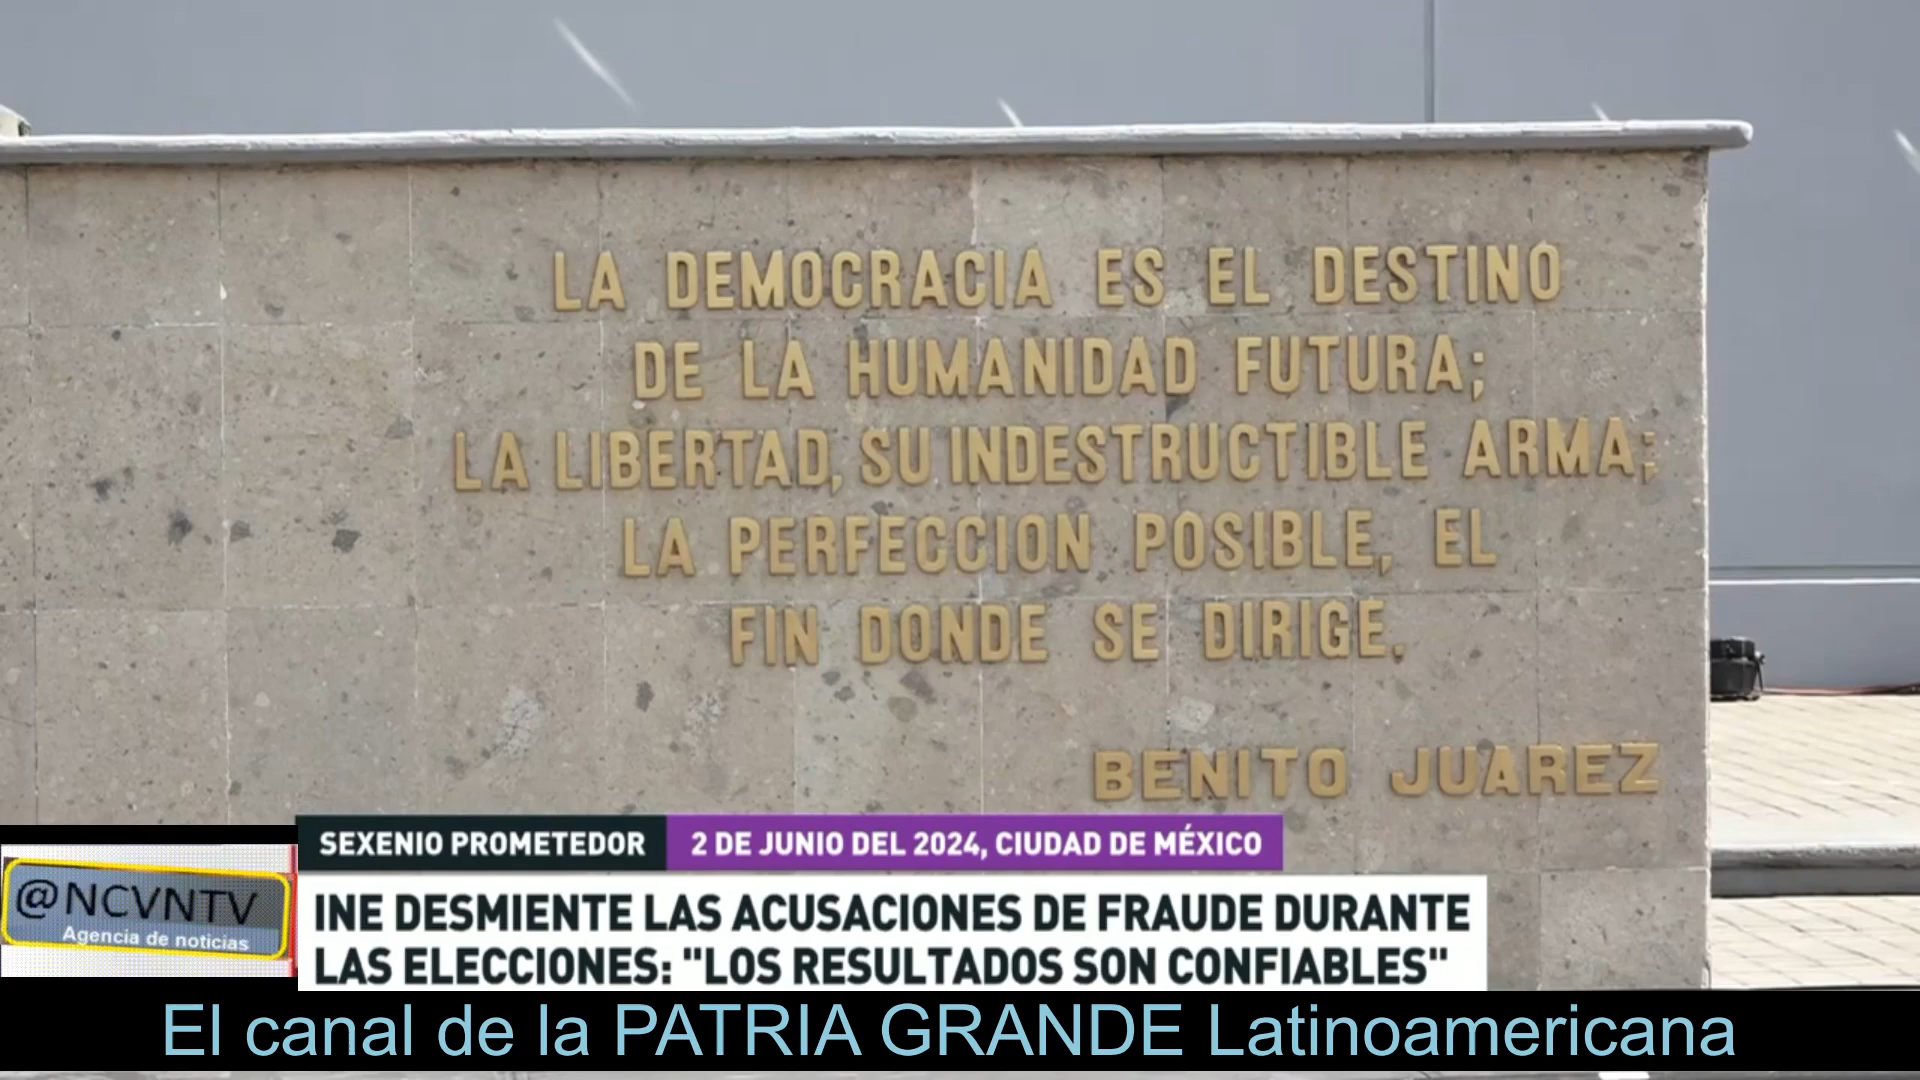 LA DEMOCRACIA ES EL DESTINO
DE LA HUMANIDAD FUTURA;
LA LIBERTAD, SU INDESTRUCTIBLE ARMA;
LA PERFECCION POSIBLE, EL
FIN DONDE SE DIRIGE.
BENITO JUAREZ
SEXENIO PROMETEDOR
2 DE JUNIO DEL 2024, CIUDAD DE MÉXICO
@NCVNTV
Agencia de noticias
INE DESMIENTE LAS ACUSACIONES DE FRAUDE DURANTE
LAS ELECCIONES: "LOS RESULTADOS SON CONFIABLES"
El canal de la PATRIA GRANDE Latinoamericana